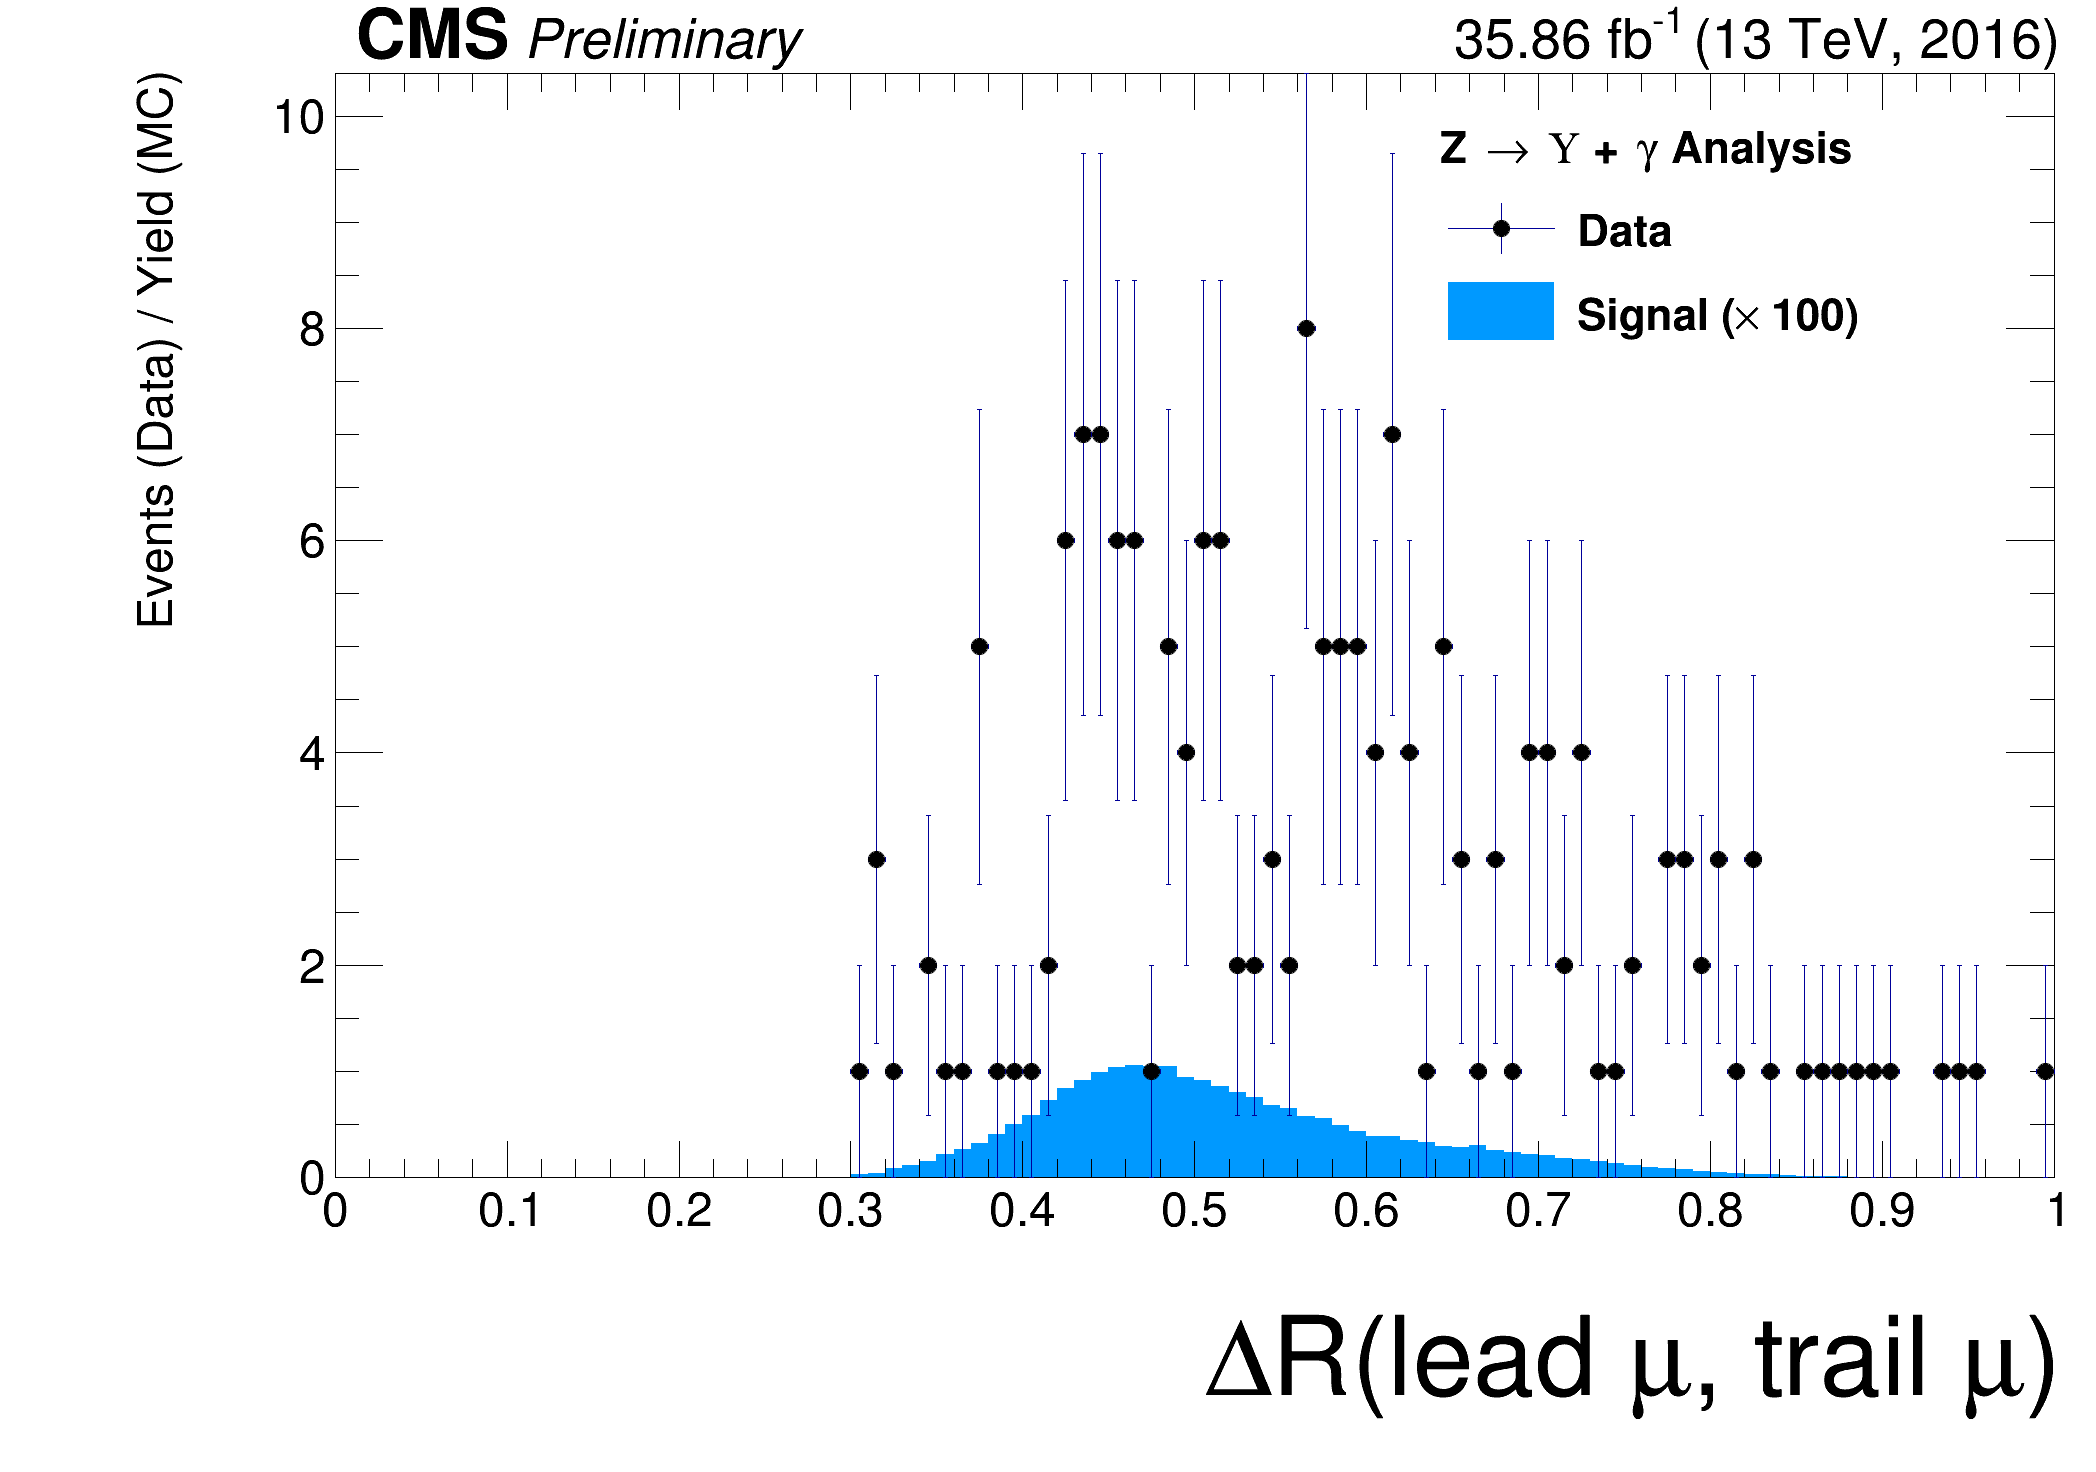 CMS Preliminary
35.86 fb-1 (13 TeV, 2016)
Events (Data) / Yield (MC)
Z → Υ + γ Analysis
Data
Signal (× 100)
10
8
6
4
2
0
0 0.1 0.2 0.3 0.4 0.5 0.6 0.7 0.8 0.9 1
ΔR(lead μ, trail μ)